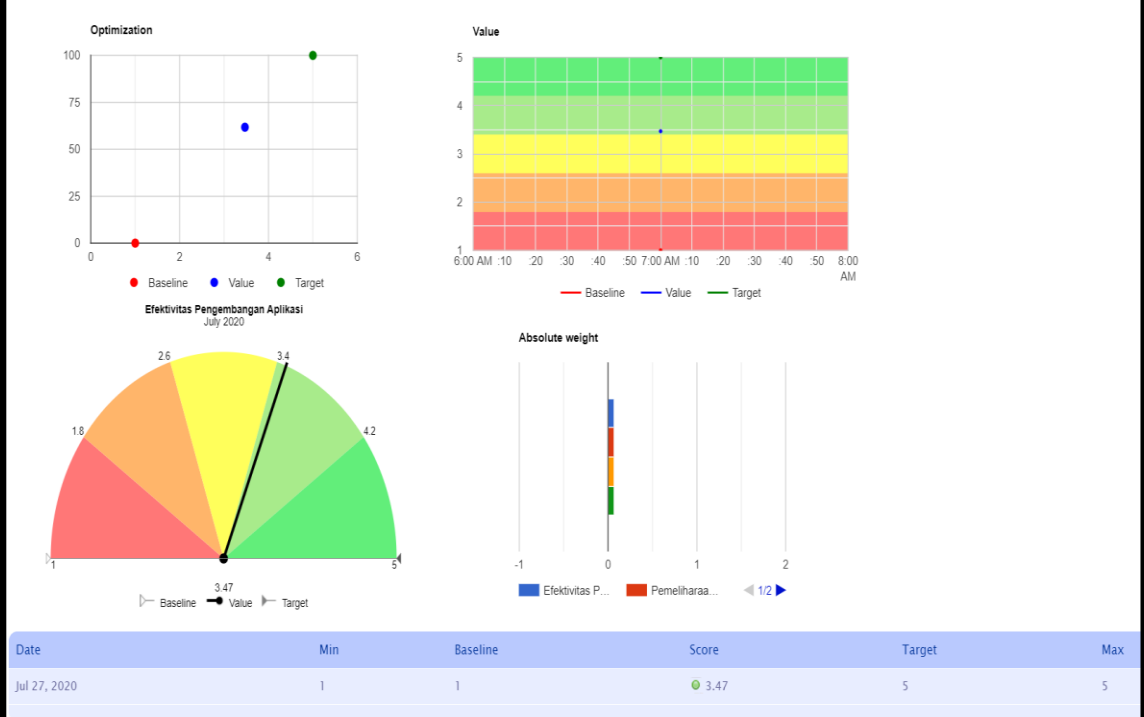 Optimization
100
75
50
25
0
0 2 4 6
Baseline Value Target
Value
5
4
3
2
1
6:00 AM :10 :20 :30 :40 :50 7:00 AM :10 :20 :30 :40 :50 8:00
AM
Baseline Value Target
Efektivitas Pengembangan Aplikasi
July 2020
2.6 3.4
1.8 4.2
1 5
3.47
Baseline Value Target
Absolute weight
-1 0 1 2
Efektivitas P... Pemeliharaa... 1/2
Date Min Baseline Score Target Max
Jul 27, 2020 1 1 3.47 5 5